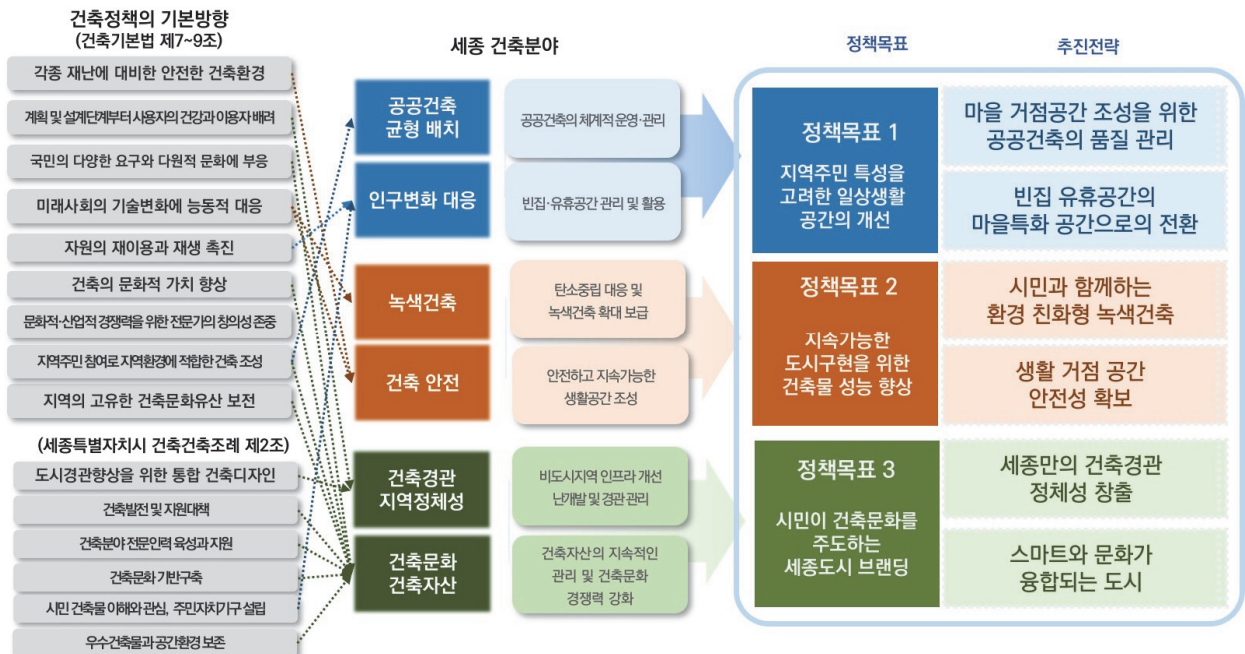 건축정책의 기본방향
(건축기본법 제7~9조)
각종 재난에 대비한 안전한 건축환경
계획 및 설계단계부터 사용자의 건강과 이용자 배려
국민의 다양한 요구와 다원적 문화에 부응
미래사회의 기술변화에 능동적 대응
자원의 재이용과 재생 촉진
건축의 문화적 가치 향상
문화적·산업적 경쟁력을 위한 전문가의 창의성 존중
지역주민 참여로 지역환경에 적합한 건축 조성
지역의 고유한 건축문화유산 보전
(세종특별자치시 건축건축조례 제2조)
도시경관향상을 위한 통합 건축디자인
건축발전 및 지원대책
건축분야 전문인력 육성과 지원
건축문화 기반구축
시민 건축물 이해와 관심, 주민자치기구 설립
우수건축물과 공간환경 보존
세종 건축분야
공공건축
균형 배치
공공건축의 체계적 운영·관리
인구변화 대응
빈집·유휴공간 관리 및 활용
녹색건축
탄소중립 대응 및
녹색건축 확대 보급
건축 안전
안전하고 지속가능한
생활공간 조성
건축경관
지역정체성
비도시지역 인프라 개선
난개발 및 경관 관리
건축문화
건축자산
건축자산의 지속적인
관리 및 건축문화
경쟁력 강화
정책목표
추진전략
정책목표 1
지역주민 특성을
고려한 일상생활
공간의 개선
마을 거점공간 조성을 위한
공공건축의 품질 관리
빈집 유휴공간의
마을특화 공간으로의 전환
정책목표 2
지속가능한
도시구현을 위한
건축물 성능 향상
시민과 함께하는
환경 친화형 녹색건축
생활 거점 공간
안전성 확보
정책목표 3
시민이 건축문화를
주도하는
세종도시 브랜딩
세종만의 건축경관
정체성 창출
스마트와 문화가
융합되는 도시